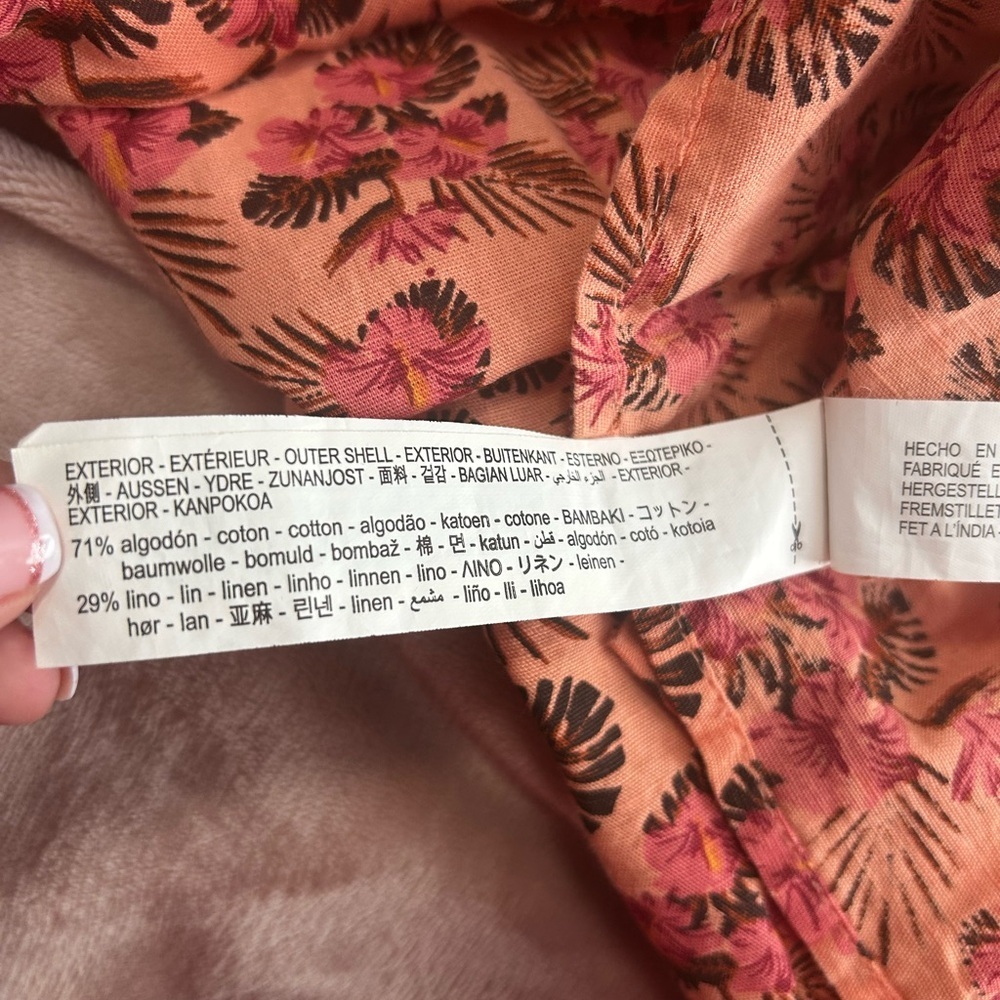 EXTERIOR - EXTÉRIEUR - OUTER SHELL - EXTERIOR - BUITENKANT - ESTERNO - ΕΞΩΤΕΡΙΚΟ -
外側 - AUSSEN - YDRE - ZUNANJOST - 面料 - 겉감 - BAGIAN LUAR - الجزء الخارجي - EXTERIOR -
EXTERIOR - KANPOKOA
71% algodón - coton - cotton - algodão - katoen - cotone - BAMBAKI - コットン -
baumwolle - bomuld - bombaž - 棉 - 면 - katun - قطن - algodón - cotó - kotoia
29% lino - lin - linen - linho - linnen - lino - ΛΙΝΟ - リネン - leinen -
hør - lan - 亚麻 - 린넨 - linen - مشمع - liño - lli - lihoa
HECHO EN
FABRIQUÉ
HERGESTELL
FREMSTILLET
FET A L'ÍNDIA -